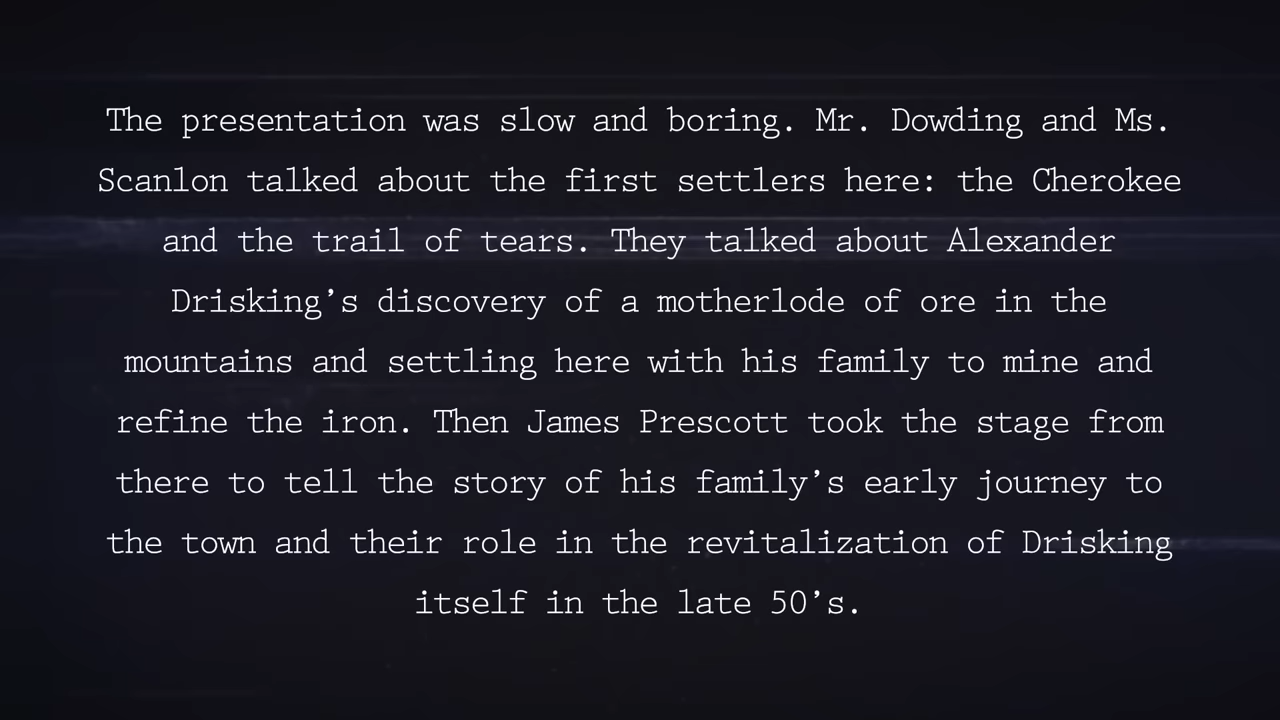 The presentation was slow and boring. Mr. Dowding and Ms.
Scanlon talked about the first settlers here: the Cherokee
and the trail of tears. They talked about Alexander
Drisking’s discovery of a motherlode of ore in the
mountains and settling here with his family to mine and
refine the iron. Then James Prescott took the stage from
there to tell the story of his family’s early journey to
the town and their role in the revitalization of Drisking
itself in the late 50’s.